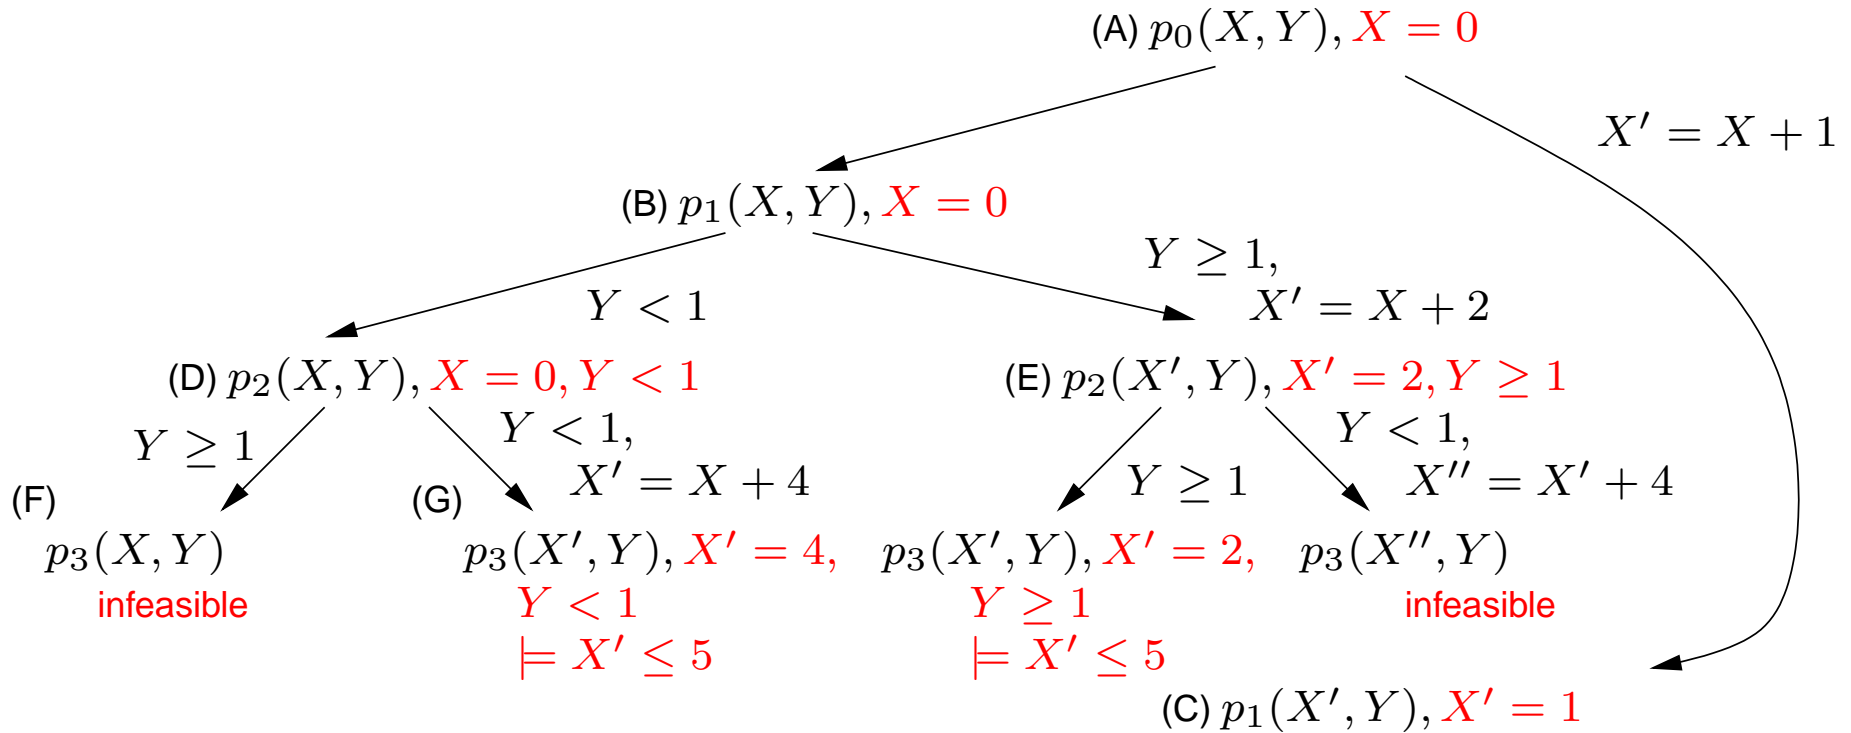 (A) p₀(X, Y), X = 0
X′ = X + 1
(B) p₁(X, Y), X = 0
Y ≥ 1,
X′ = X + 2
Y < 1
(D) p₂(X, Y), X = 0, Y < 1
(E) p₂(X′, Y), X′ = 2, Y ≥ 1
Y ≥ 1
Y < 1,
X′ = X + 4
Y ≥ 1
Y < 1,
X″ = X′ + 4
(F)
p₃(X, Y)
infeasible
(G)
p₃(X′, Y), X′ = 4,
Y < 1
⊨ X′ ≤ 5
p₃(X′, Y), X′ = 2,
Y ≥ 1
⊨ X′ ≤ 5
p₃(X″, Y)
infeasible
(C) p₁(X′, Y), X′ = 1